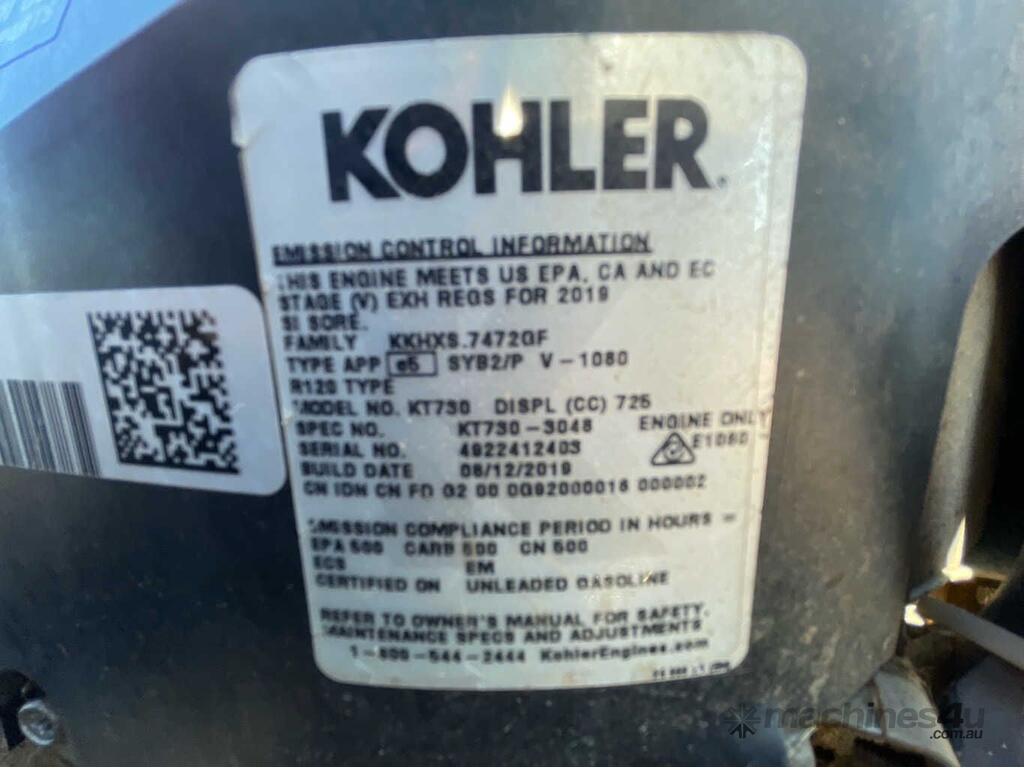 KOHLER.
EMISSION CONTROL INFORMATION
THIS ENGINE MEETS US EPA, CA AND EC
STAGE (V) EXH REGS FOR 2019
SI SORE.
FAMILY KKHXS.7472GF
TYPE APP e5 SYB2/P V-1080
R120 TYPE
MODEL NO. KT730 DISPL (CC) 725
SPEC NO. KT730-3048 ENGINE ONLY
SERIAL NO. 4922412403 E1080
BUILD DATE 08/12/2019
CN IDN CN FD G2 00 0G92000016 000002
EMISSION COMPLIANCE PERIOD IN HOURS -
EPA 500 CARB 500 CN 500
ECS EM
CERTIFIED ON UNLEADED GASOLINE
REFER TO OWNER'S MANUAL FOR SAFETY,
MAINTENANCE SPECS AND ADJUSTMENTS
1-800-544-2444 KohlerEngines.com
machines4u
.com.au